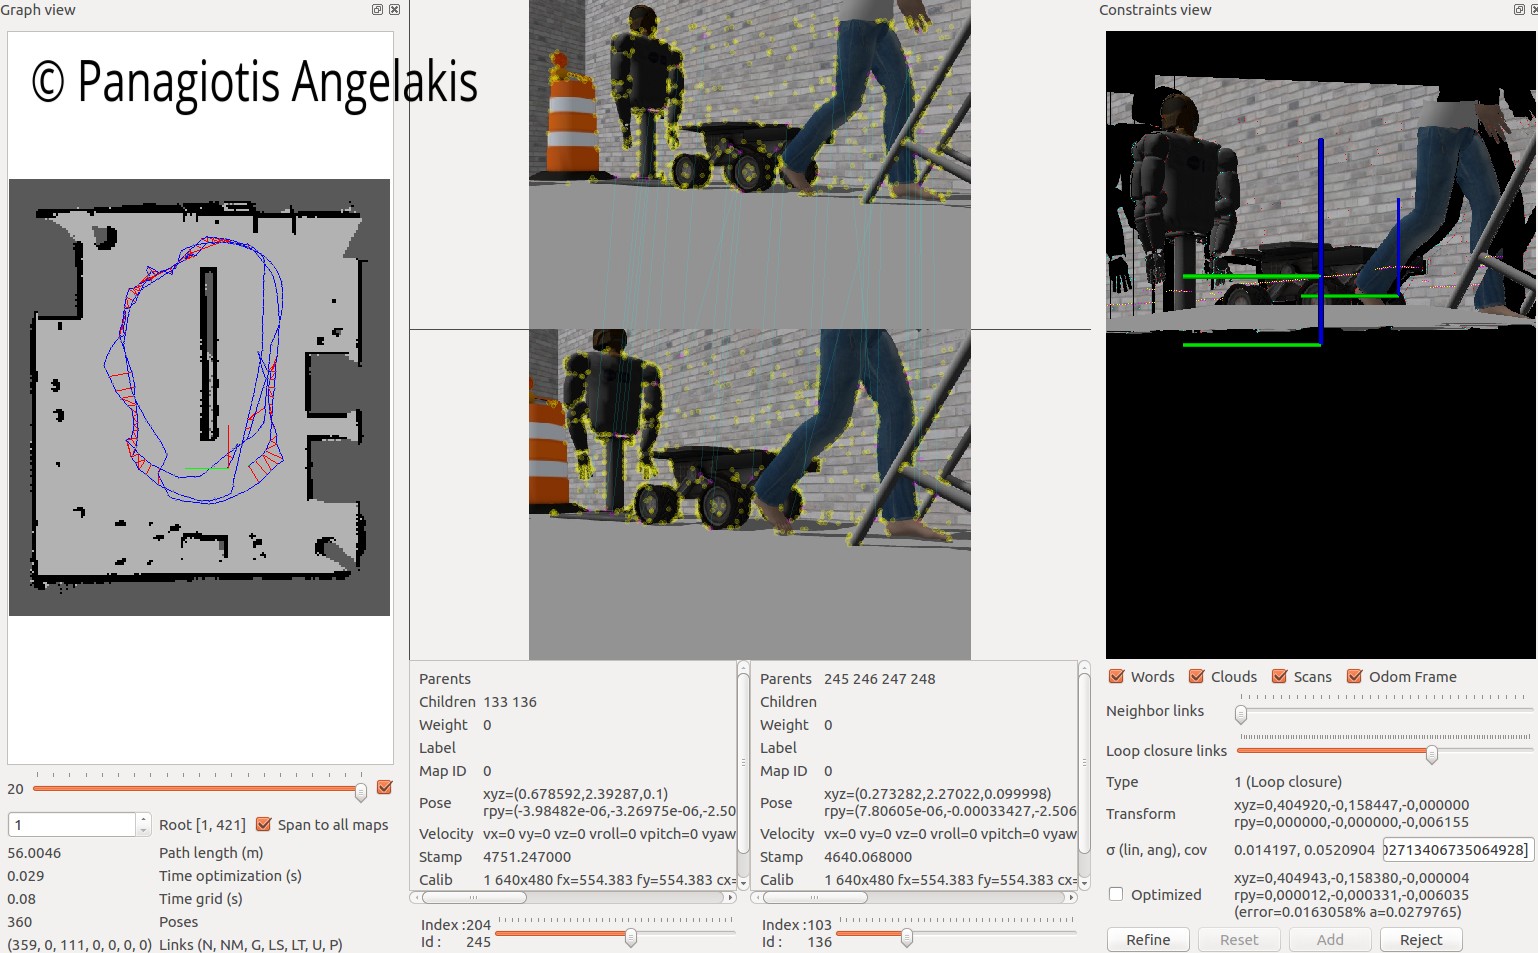 Graph view
© Panagiotis Angelakis
20
1
Root [1, 421]
Span to all maps
56.0046 Path length (m)
0.029 Time optimization (s)
0.08 Time grid (s)
360 Poses
(359, 0, 111, 0, 0, 0, 0) Links (N, NM, G, LS, LT, U, P)
Parents
Children 133 136
Weight 0
Label
Map ID 0
Pose xyz=(0.678592,2.39287,0.1)
rpy=(-3.98482e-06,-3.26975e-06,-2.50
Velocity vx=0 vy=0 vz=0 vroll=0 vpitch=0 vyaw
Stamp 4751.247000
Calib 1 640x480 fx=554.383 fy=554.383 cx=
Index :204
Id : 245
Parents 245 246 247 248
Children
Weight 0
Label
Map ID 0
Pose xyz=(0.273282,2.27022,0.099998)
rpy=(7.80605e-06,-0.00033427,-2.506
Velocity vx=0 vy=0 vz=0 vroll=0 vpitch=0 vyaw
Stamp 4640.068000
Calib 1 640x480 fx=554.383 fy=554.383 cx=
Index :103
Id : 136
Constraints view
Words Clouds Scans Odom Frame
Neighbor links
Loop closure links
Type 1 (Loop closure)
Transform xyz=0,404920,-0,158447,-0,000000
rpy=0,000000,-0,000000,-0,006155
σ (lin, ang), cov 0.014197, 0.0520904 02713406735064928]
Optimized xyz=0,404943,-0,158380,-0,000004
rpy=0,000012,-0,000331,-0,006035
(error=0.0163058% a=0.0279765)
Refine Reset Add Reject